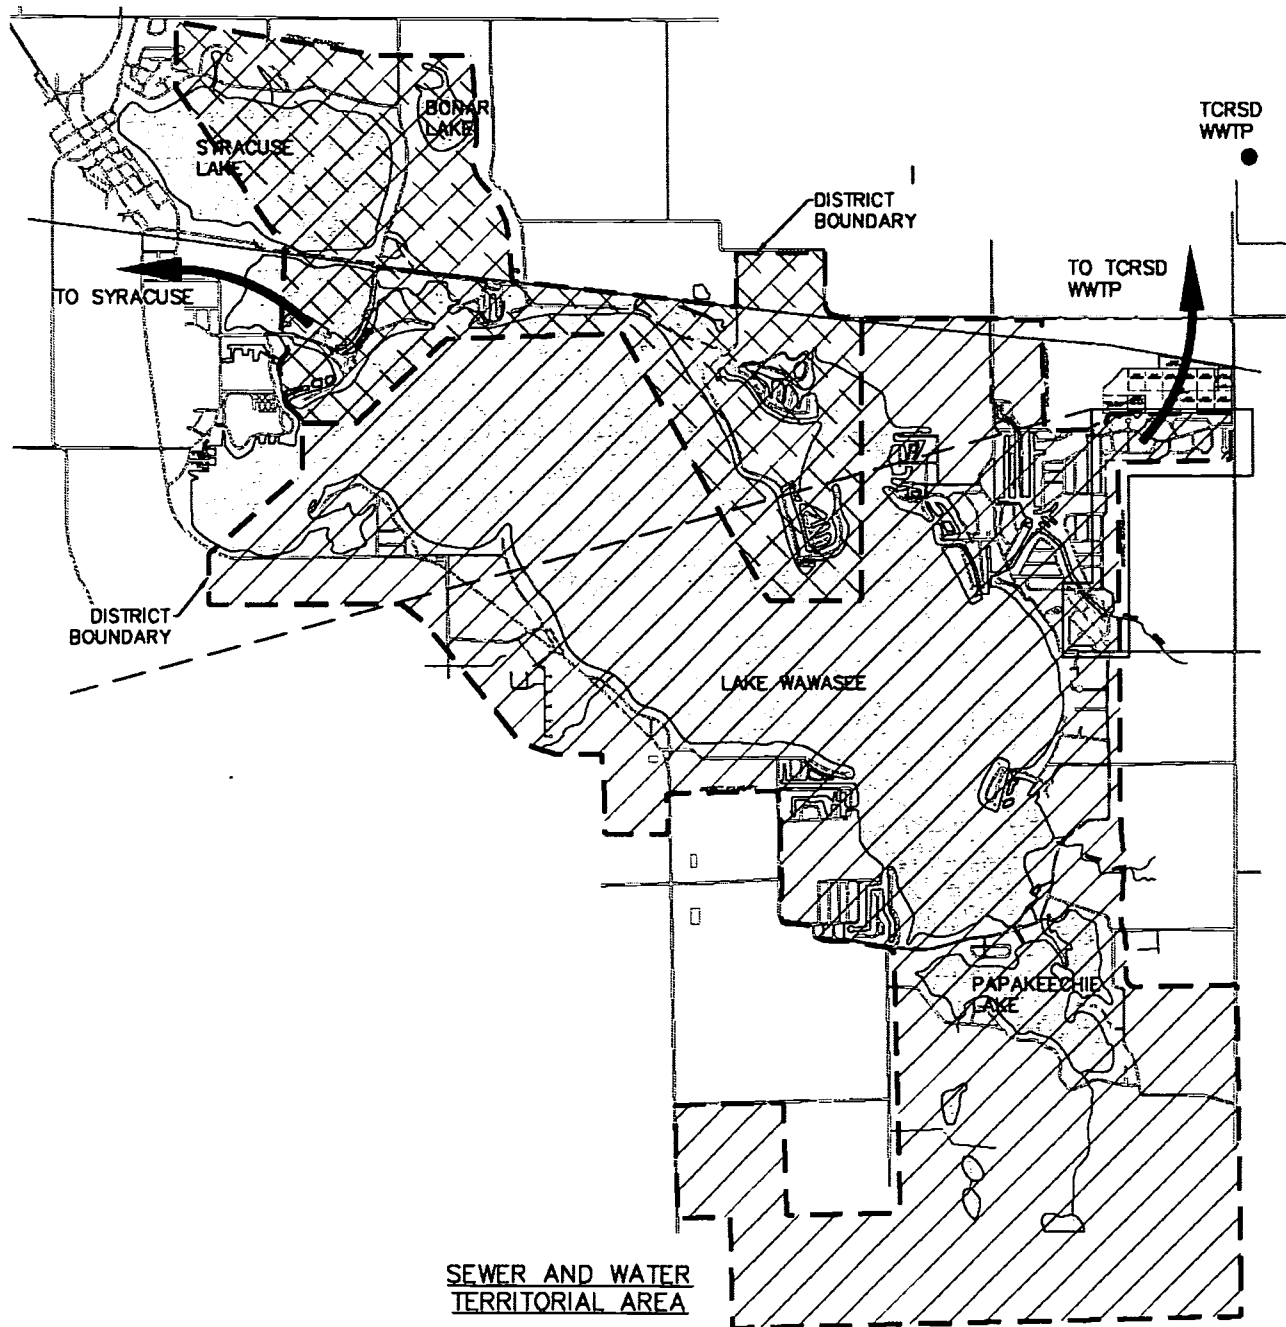 BONAR
LAKE
SYRACUSE
LAKE
TCRSD
WWTP
DISTRICT
BOUNDARY
TO SYRACUSE
TO TCRSD
WWTP
DISTRICT
BOUNDARY
LAKE WAWASEE
PAPAKEECHIE
LAKE
SEWER AND WATER
TERRITORIAL AREA